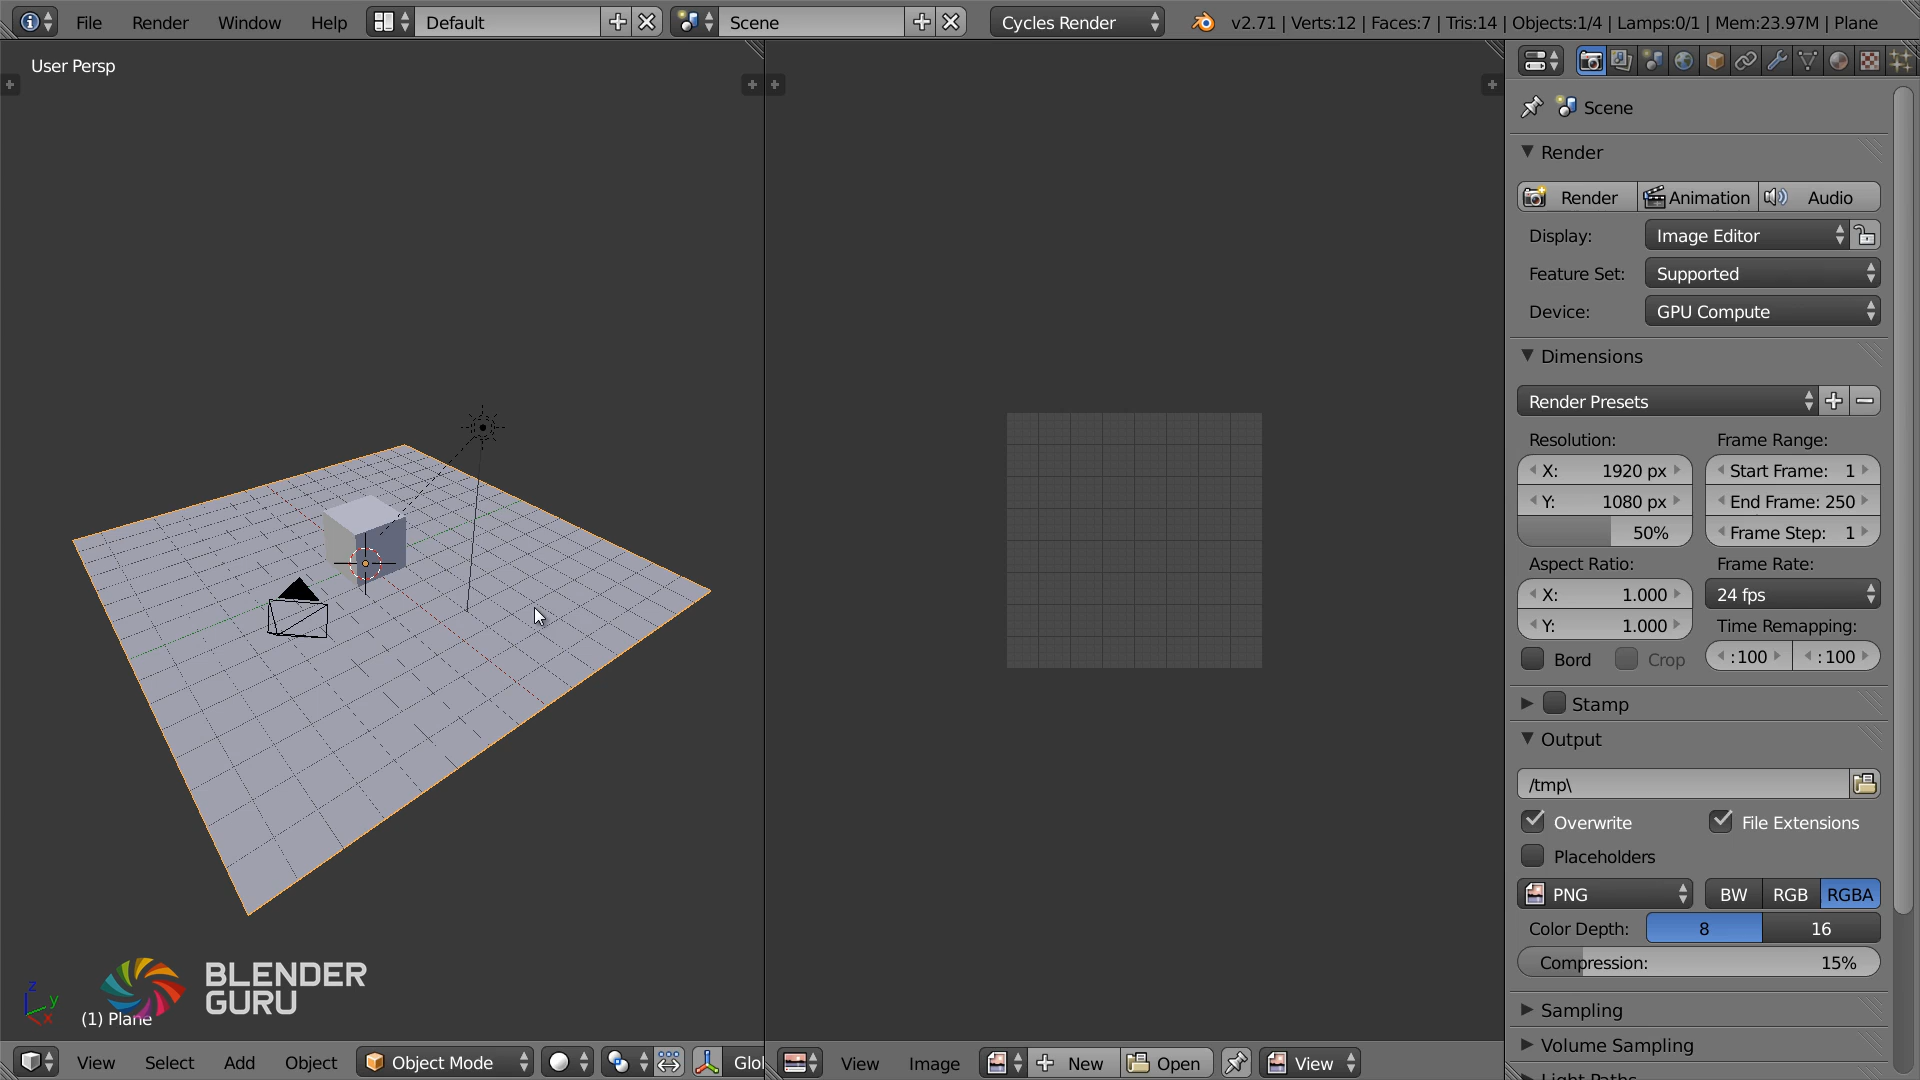 File Render Window Help Default Scene Cycles Render v2.71 | Verts:12 | Faces:7 | Tris:14 | Objects:1/4 | Lamps:0/1 | Mem:23.97M | Plane
User Persp
Scene
Render
Render Animation Audio
Display: Image Editor
Feature Set: Supported
Device: GPU Compute
Dimensions
Render Presets
Resolution: Frame Range:
X: 1920 px Start Frame: 1
Y: 1080 px End Frame: 250
50% Frame Step: 1
Aspect Ratio: Frame Rate:
X: 1.000 24 fps
Y: 1.000 Time Remapping:
Bord Crop :100 :100
Stamp
Output
/tmp\
Overwrite File Extensions
Placeholders
PNG BW RGB RGBA
Color Depth: 8 16
Compression: 15%
Sampling
Volume Sampling
Light Paths
BLENDER
GURU
z y x
(1) Plane
View Select Add Object Object Mode Glo View Image New Open View